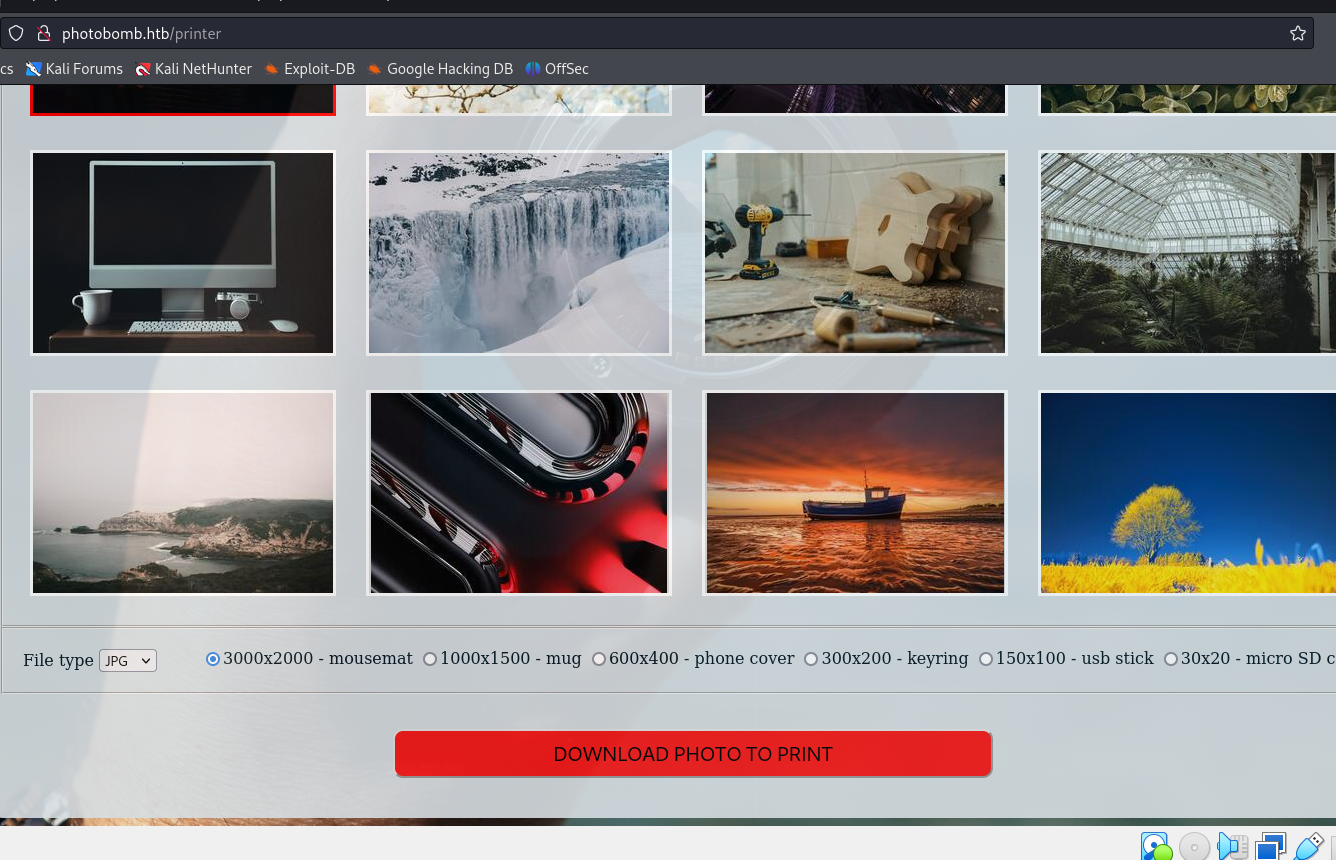 photobomb.htb/printer
cs Kali Forums Kali NetHunter Exploit-DB Google Hacking DB OffSec
File type JPG 3000x2000 - mousemat 1000x1500 - mug 600x400 - phone cover 300x200 - keyring 150x100 - usb stick 30x20 - micro SD c
DOWNLOAD PHOTO TO PRINT